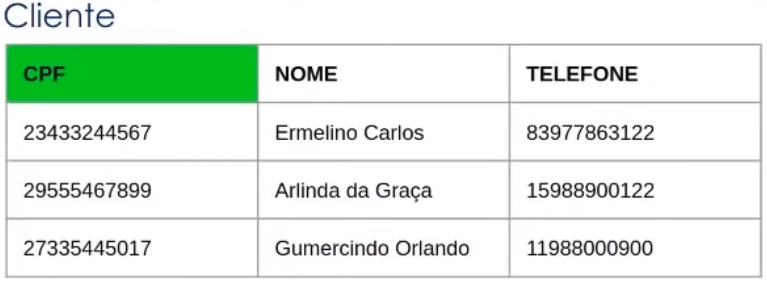 Cliente
CPF NOME TELEFONE
23433244567 Ermelino Carlos 83977863122
29555467899 Arlinda da Graça 15988900122
27335445017 Gumercindo Orlando 11988000900